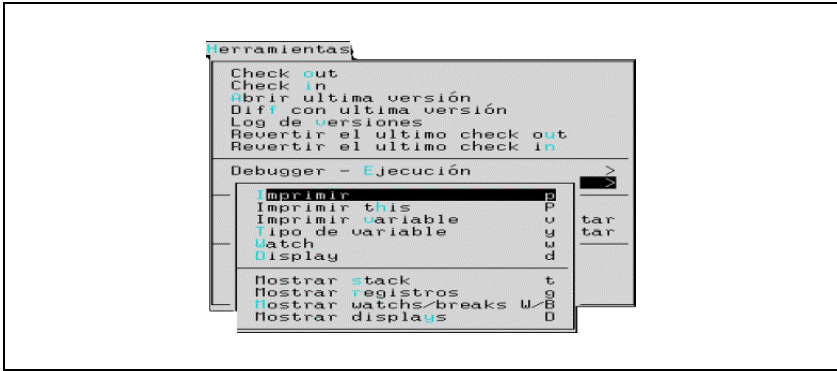 Herramientas
Check out
Check in
Abrir ultima versión
Diff con ultima versión
Log de versiones
Revertir el ultimo check out
Revertir el ultimo check in
Debugger - Ejecución >
>
Imprimir p
Imprimir this P
Imprimir variable v tar
Tipo de variable y tar
Watch w
Display d
Mostrar stack t
Mostrar registros g
Mostrar watchs/breaks W/B
Mostrar displays D